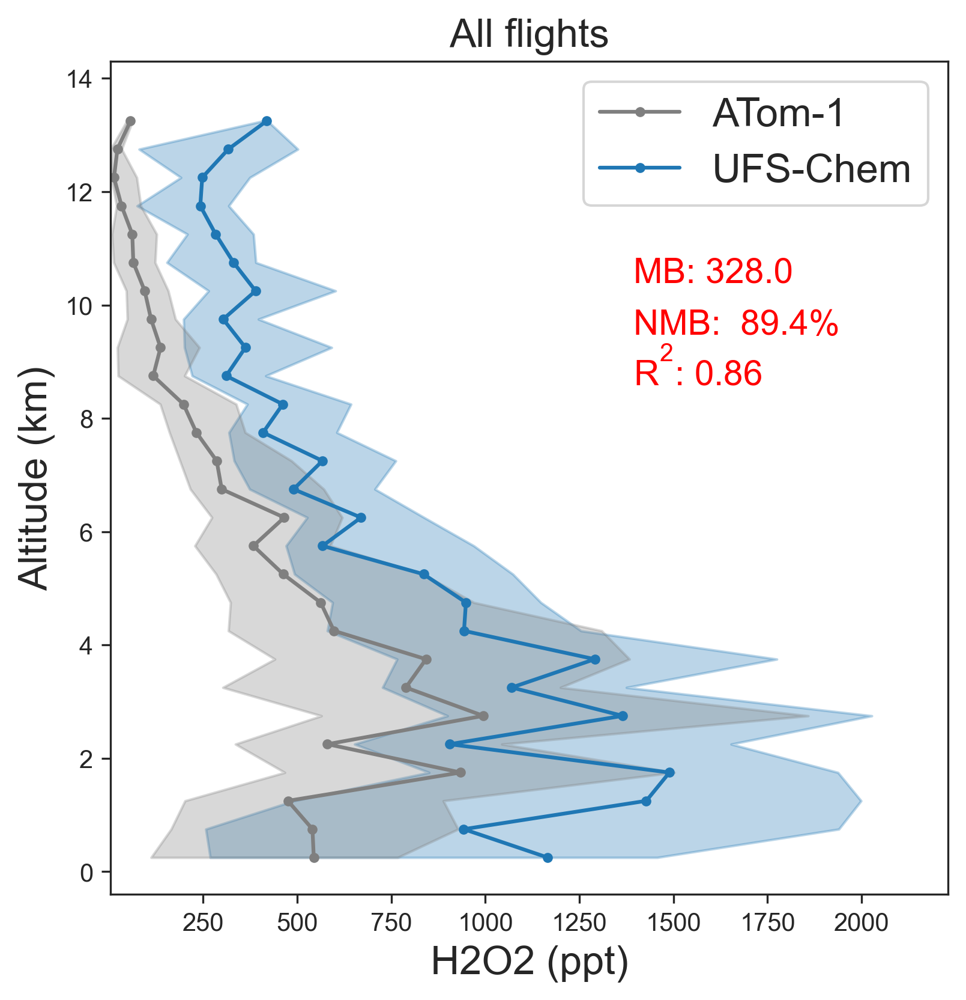 All flights
14
12
10
8
6
4
2
0
Altitude (km)
ATom-1
UFS-Chem
MB: 328.0
NMB: 89.4%
R²: 0.86
250 500 750 1000 1250 1500 1750 2000
H2O2 (ppt)